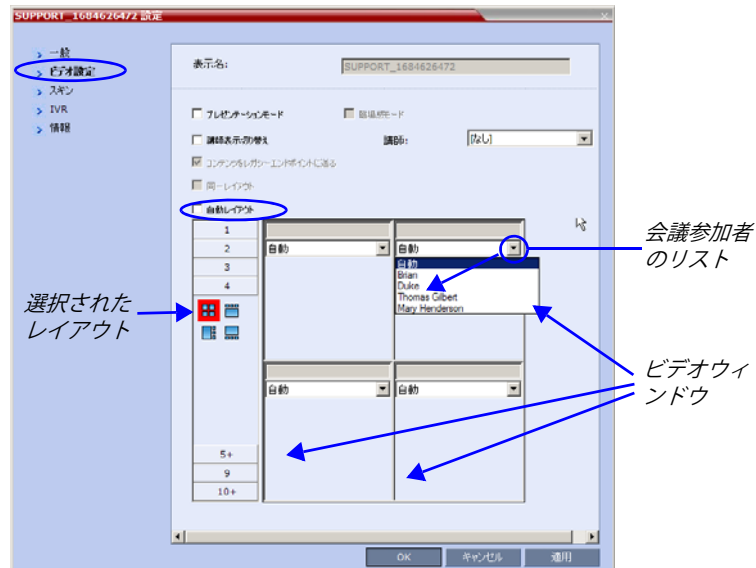 SUPPORT_1684626472 設定
一般
ビデオ設定
スキン
IVR
情報
表示名:
SUPPORT_1684626472
プレゼンテーションモード
臨場感モード
講師表示の切替え
講師:
[なし]
コンテンツをレガシーエンドポイントに送る
同一レイアウト
自動レイアウト
1
2
3
4
自動
自動
自動
Brian
Duke
Thomas Gilbert
Mary Henderson
会議参加者
のリスト
選択された
レイアウト
ビデオウィ
ンドウ
自動
自動
5+
9
10+
OK
キャンセル
適用